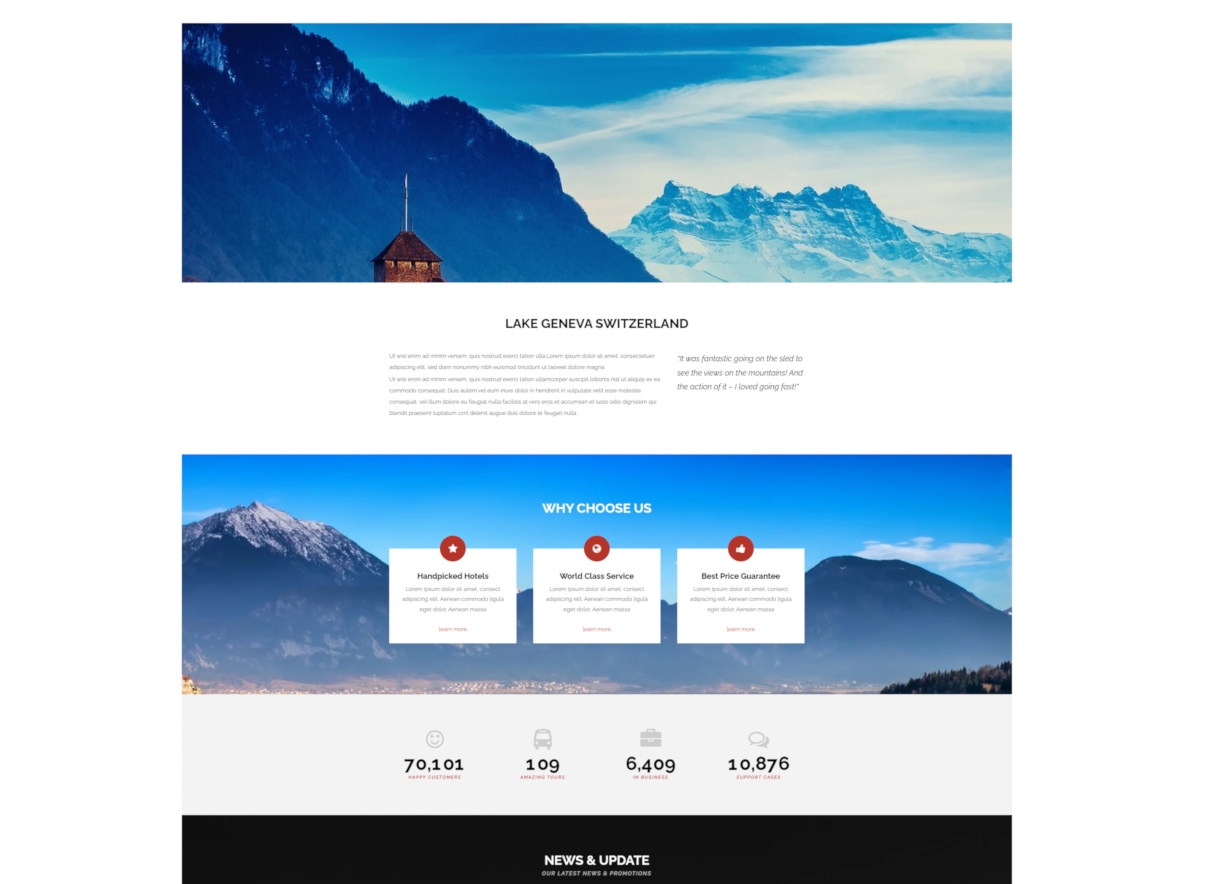 LAKE GENEVA SWITZERLAND
Ut wisi enim ad minim veniam, quis nostrud exerci tation ulla.Lorem ipsum dolor sit amet, consectetuer
adipiscing elit, sed diam nonummy nibh euismod tincidunt ut laoreet dolore magna
Ut wisi enim ad minim veniam, quis nostrud exerci tation ullamcorper suscipit lobortis nisl ut aliquip ex ea
commodo consequat. Duis autem vel eum iriure dolor in hendrerit in vulputate velit esse molestie
consequat, vel illum dolore eu feugiat nulla facilisis at vero eros et accumsan et iusto odio dignissim qui
blandit praesent luptatum zzril delenit augue duis dolore te feugait nulla
"It was fantastic going on the sled to
see the views on the mountains! And
the action of it – I loved going fast!"
WHY CHOOSE US
Handpicked Hotels
Lorem ipsum dolor sit amet, consect
adipiscing elit. Aenean commodo ligula
eget dolor. Aenean massa
learn more
World Class Service
Lorem ipsum dolor sit amet, consect
adipiscing elit. Aenean commodo ligula
eget dolor. Aenean massa
learn more
Best Price Guarantee
Lorem ipsum dolor sit amet, consect
adipiscing elit. Aenean commodo ligula
eget dolor. Aenean massa
learn more
70,101
HAPPY CUSTOMERS
109
AMAZING TOURS
6,409
IN BUSINESS
10,876
SUPPORT CASES
NEWS & UPDATE
OUR LATEST NEWS & PROMOTIONS